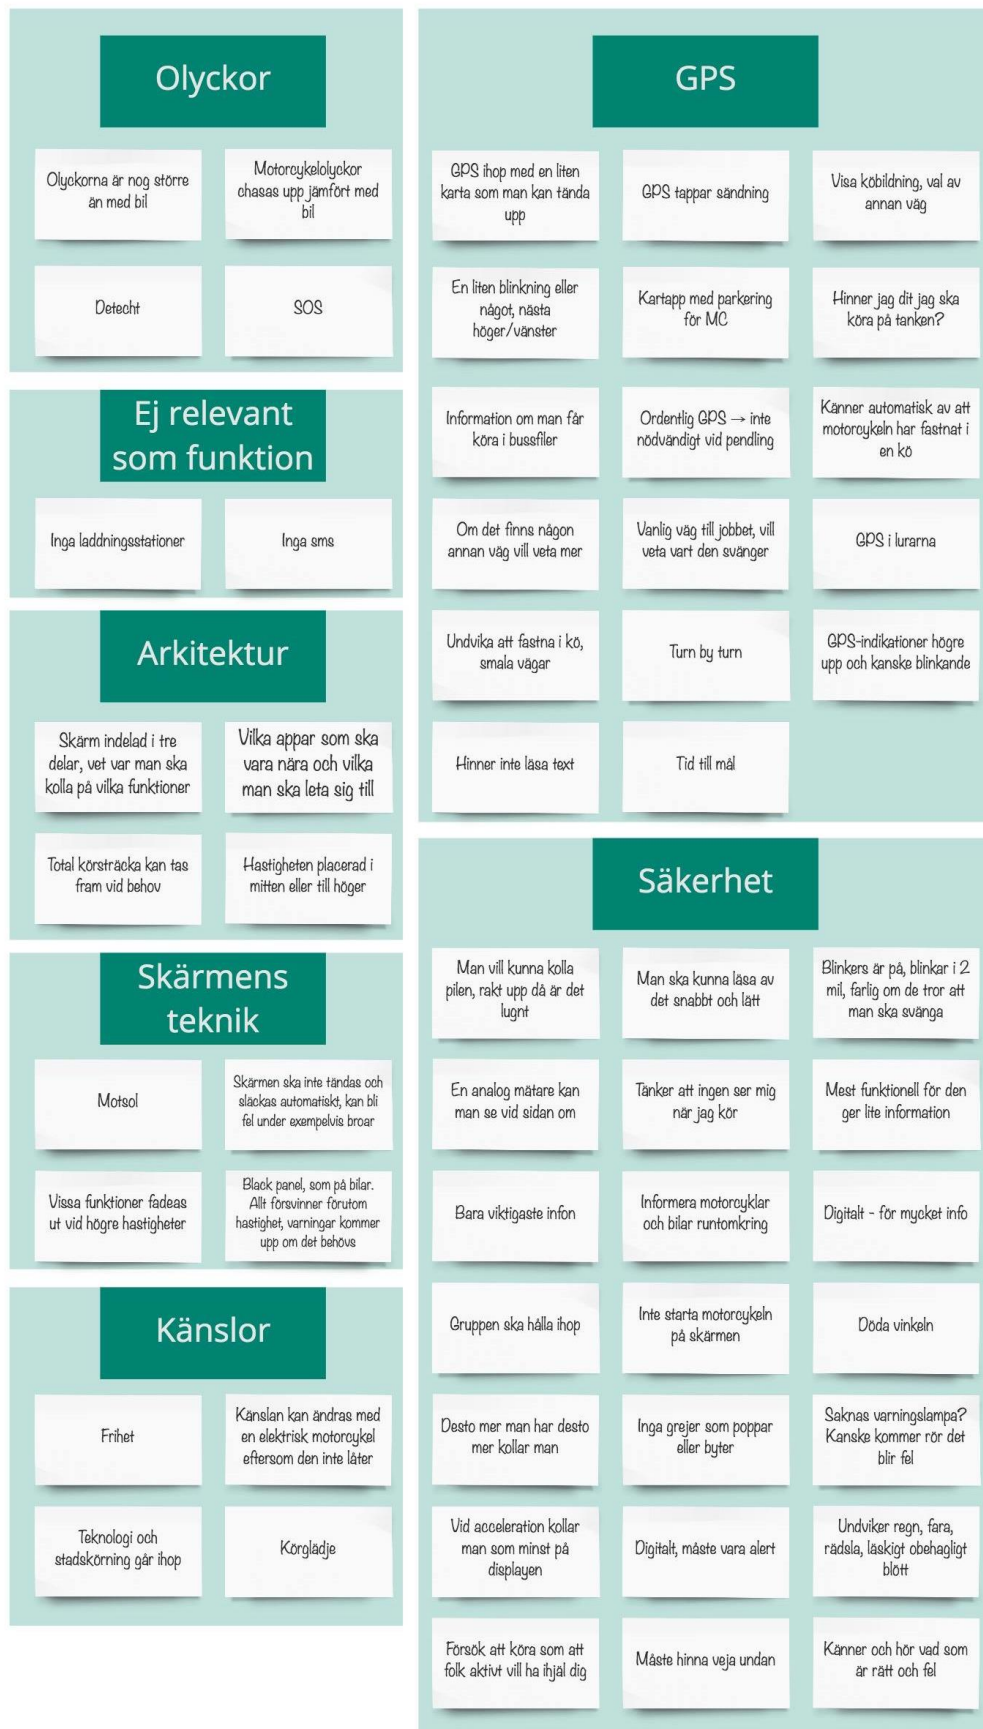 Olyckor
Olyckorna är nog större
än med bil
Motorcykelolyckor
chasas upp jämfört med
bil
Detecht
SOS
Ej relevant
som funktion
Inga laddningsstationer
Inga sms
Arkitektur
Skärm indelad i tre
delar, vet var man ska
kolla på vilka funktioner
Vilka appar som ska
vara nära och vilka
man ska leta sig till
Total körsträcka kan tas
fram vid behov
Hastigheten placerad i
mitten eller till höger
Skärmens
teknik
Motsol
Skärmen ska inte tändas och
släckas automatiskt, kan bli
fel under exempelvis broar
Vissa funktioner fadeas
ut vid högre hastigheter
Black panel, som på bilar.
Allt försvinner förutom
hastighet, varningar kommer
upp om det behövs
Känslor
Frihet
Känslan kan ändras med
en elektrisk motorcykel
eftersom den inte låter
Teknologi och
stadskörning går ihop
Körglädje
GPS
GPS ihop med en liten
karta som man kan tända
upp
GPS tappar sändning
Visa köbildning, val av
annan väg
En liten blinkning eller
något, nästa
höger/vänster
Kartapp med parkering
för MC
Hinner jag dit jag ska
köra på tanken?
Information om man får
köra i bussfiler
Ordentlig GPS → inte
nödvändigt vid pendling
Känner automatisk av att
motorcykeln har fastnat i
en kö
Om det finns någon
annan väg vill veta mer
Vanlig väg till jobbet, vill
veta vart den svänger
GPS i lurarna
Undvika att fastna i kö,
smala vägar
Turn by turn
GPS-indikationer högre
upp och kanske blinkande
Hinner inte läsa text
Tid till mål
Säkerhet
Man vill kunna kolla
pilen, rakt upp då är det
lugnt
Man ska kunna läsa av
det snabbt och lätt
Blinkers är på, blinkar i 2
mil, farlig om de tror att
man ska svänga
En analog mätare kan
man se vid sidan om
Tänker att ingen ser mig
när jag kör
Mest funktionell för den
ger lite information
Bara viktigaste infon
Informera motorcyklar
och bilar runtomkring
Digitalt - för mycket info
Gruppen ska hålla ihop
Inte starta motorcykeln
på skärmen
Döda vinkeln
Desto mer man har desto
mer kollar man
Inga grejer som poppar
eller byter
Saknas varningslampa?
Kanske kommer rör det
blir fel
Vid acceleration kollar
man som minst på
displayen
Digitalt, måste vara alert
Undviker regn, fara,
rädsla, läskigt obehagligt
blött
Försök att köra som att
folk aktivt vill ha ihjäl dig
Måste hinna veja undan
Känner och hör vad som
är rätt och fel